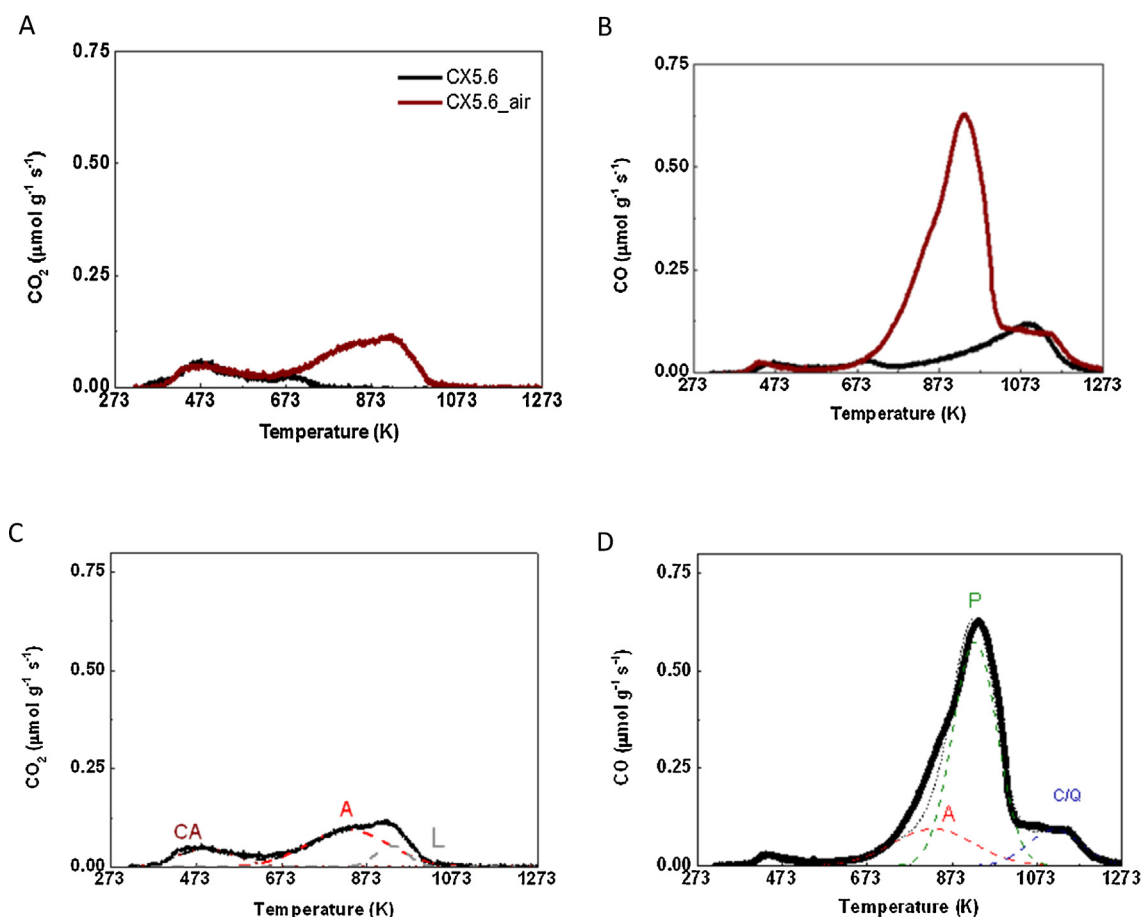 A
0.75
0.50
0.25
0.00
CO2 (μmol g-1 s-1)
CX5.6
CX5.6_air
273 473 673 873 1073 1273
Temperature (K)
B
0.75
0.50
0.25
0.00
CO (μmol g-1 s-1)
273 473 673 873 1073 1273
Temperature (K)
C
0.75
0.50
0.25
0.00
CO2 (μmol g-1 s-1)
CA
A
L
273 473 673 873 1073 1273
Temperature (K)
D
0.75
0.50
0.25
0.00
CO (μmol g-1 s-1)
P
A
C/Q
273 473 673 873 1073 1273
Temperature (K)